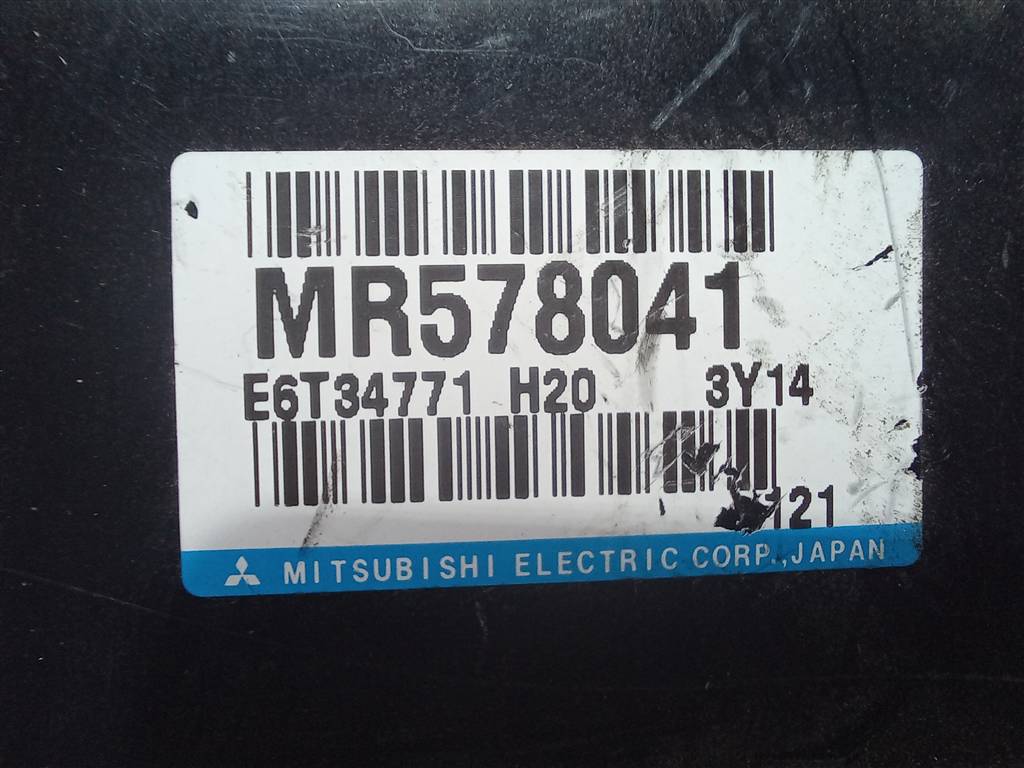 MR578041
E6T34771 H20 3Y14
121
MITSUBISHI ELECTRIC CORP.,JAPAN